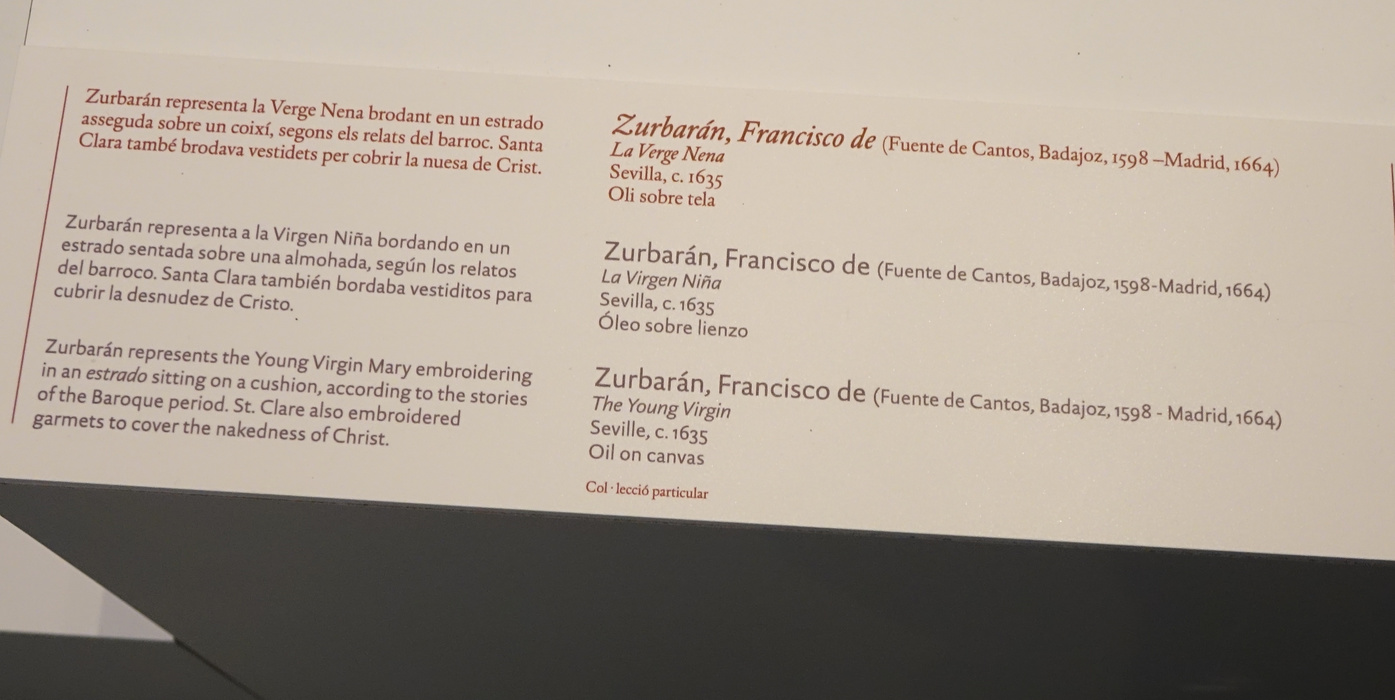 Zurbarán representa la Verge Nena brodant en un estrado
asseguda sobre un coixí, segons els relats del barroc. Santa
Clara també brodava vestidets per cobrir la nuesa de Crist.
Zurbarán representa a la Virgen Niña bordando en un
estrado sentada sobre una almohada, según los relatos
del barroco. Santa Clara también bordaba vestiditos para
cubrir la desnudez de Cristo.
Zurbarán represents the Young Virgin Mary embroidering
in an estrado sitting on a cushion, according to the stories
of the Baroque period. St. Clare also embroidered
garmets to cover the nakedness of Christ.
Zurbarán, Francisco de (Fuente de Cantos, Badajoz, 1598 –Madrid, 1664)
La Verge Nena
Sevilla, c. 1635
Oli sobre tela
Zurbarán, Francisco de (Fuente de Cantos, Badajoz, 1598-Madrid, 1664)
La Virgen Niña
Sevilla, c. 1635
Óleo sobre lienzo
Zurbarán, Francisco de (Fuente de Cantos, Badajoz, 1598 - Madrid, 1664)
The Young Virgin
Seville, c. 1635
Oil on canvas
Col·lecció particular